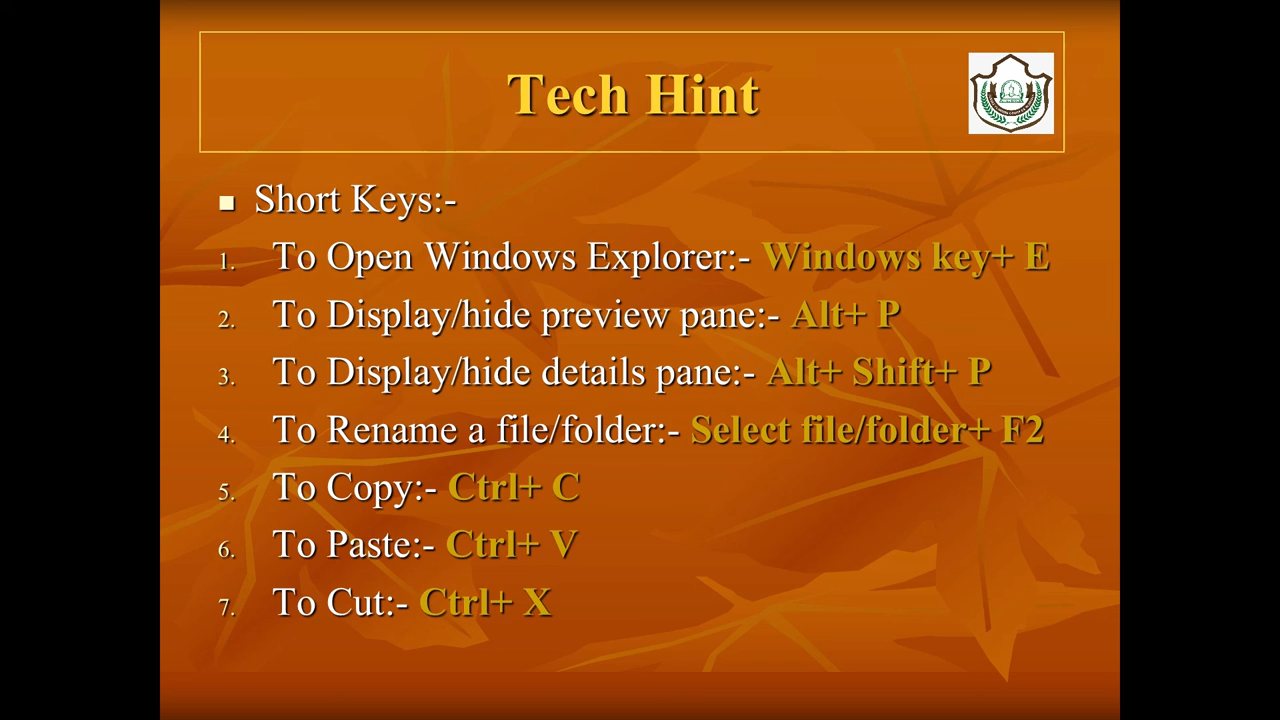 Tech Hint
Short Keys:-
1. To Open Windows Explorer:- Windows key+ E
2. To Display/hide preview pane:- Alt+ P
3. To Display/hide details pane:- Alt+ Shift+ P
4. To Rename a file/folder:- Select file/folder+ F2
5. To Copy:- Ctrl+ C
6. To Paste:- Ctrl+ V
7. To Cut:- Ctrl+ X